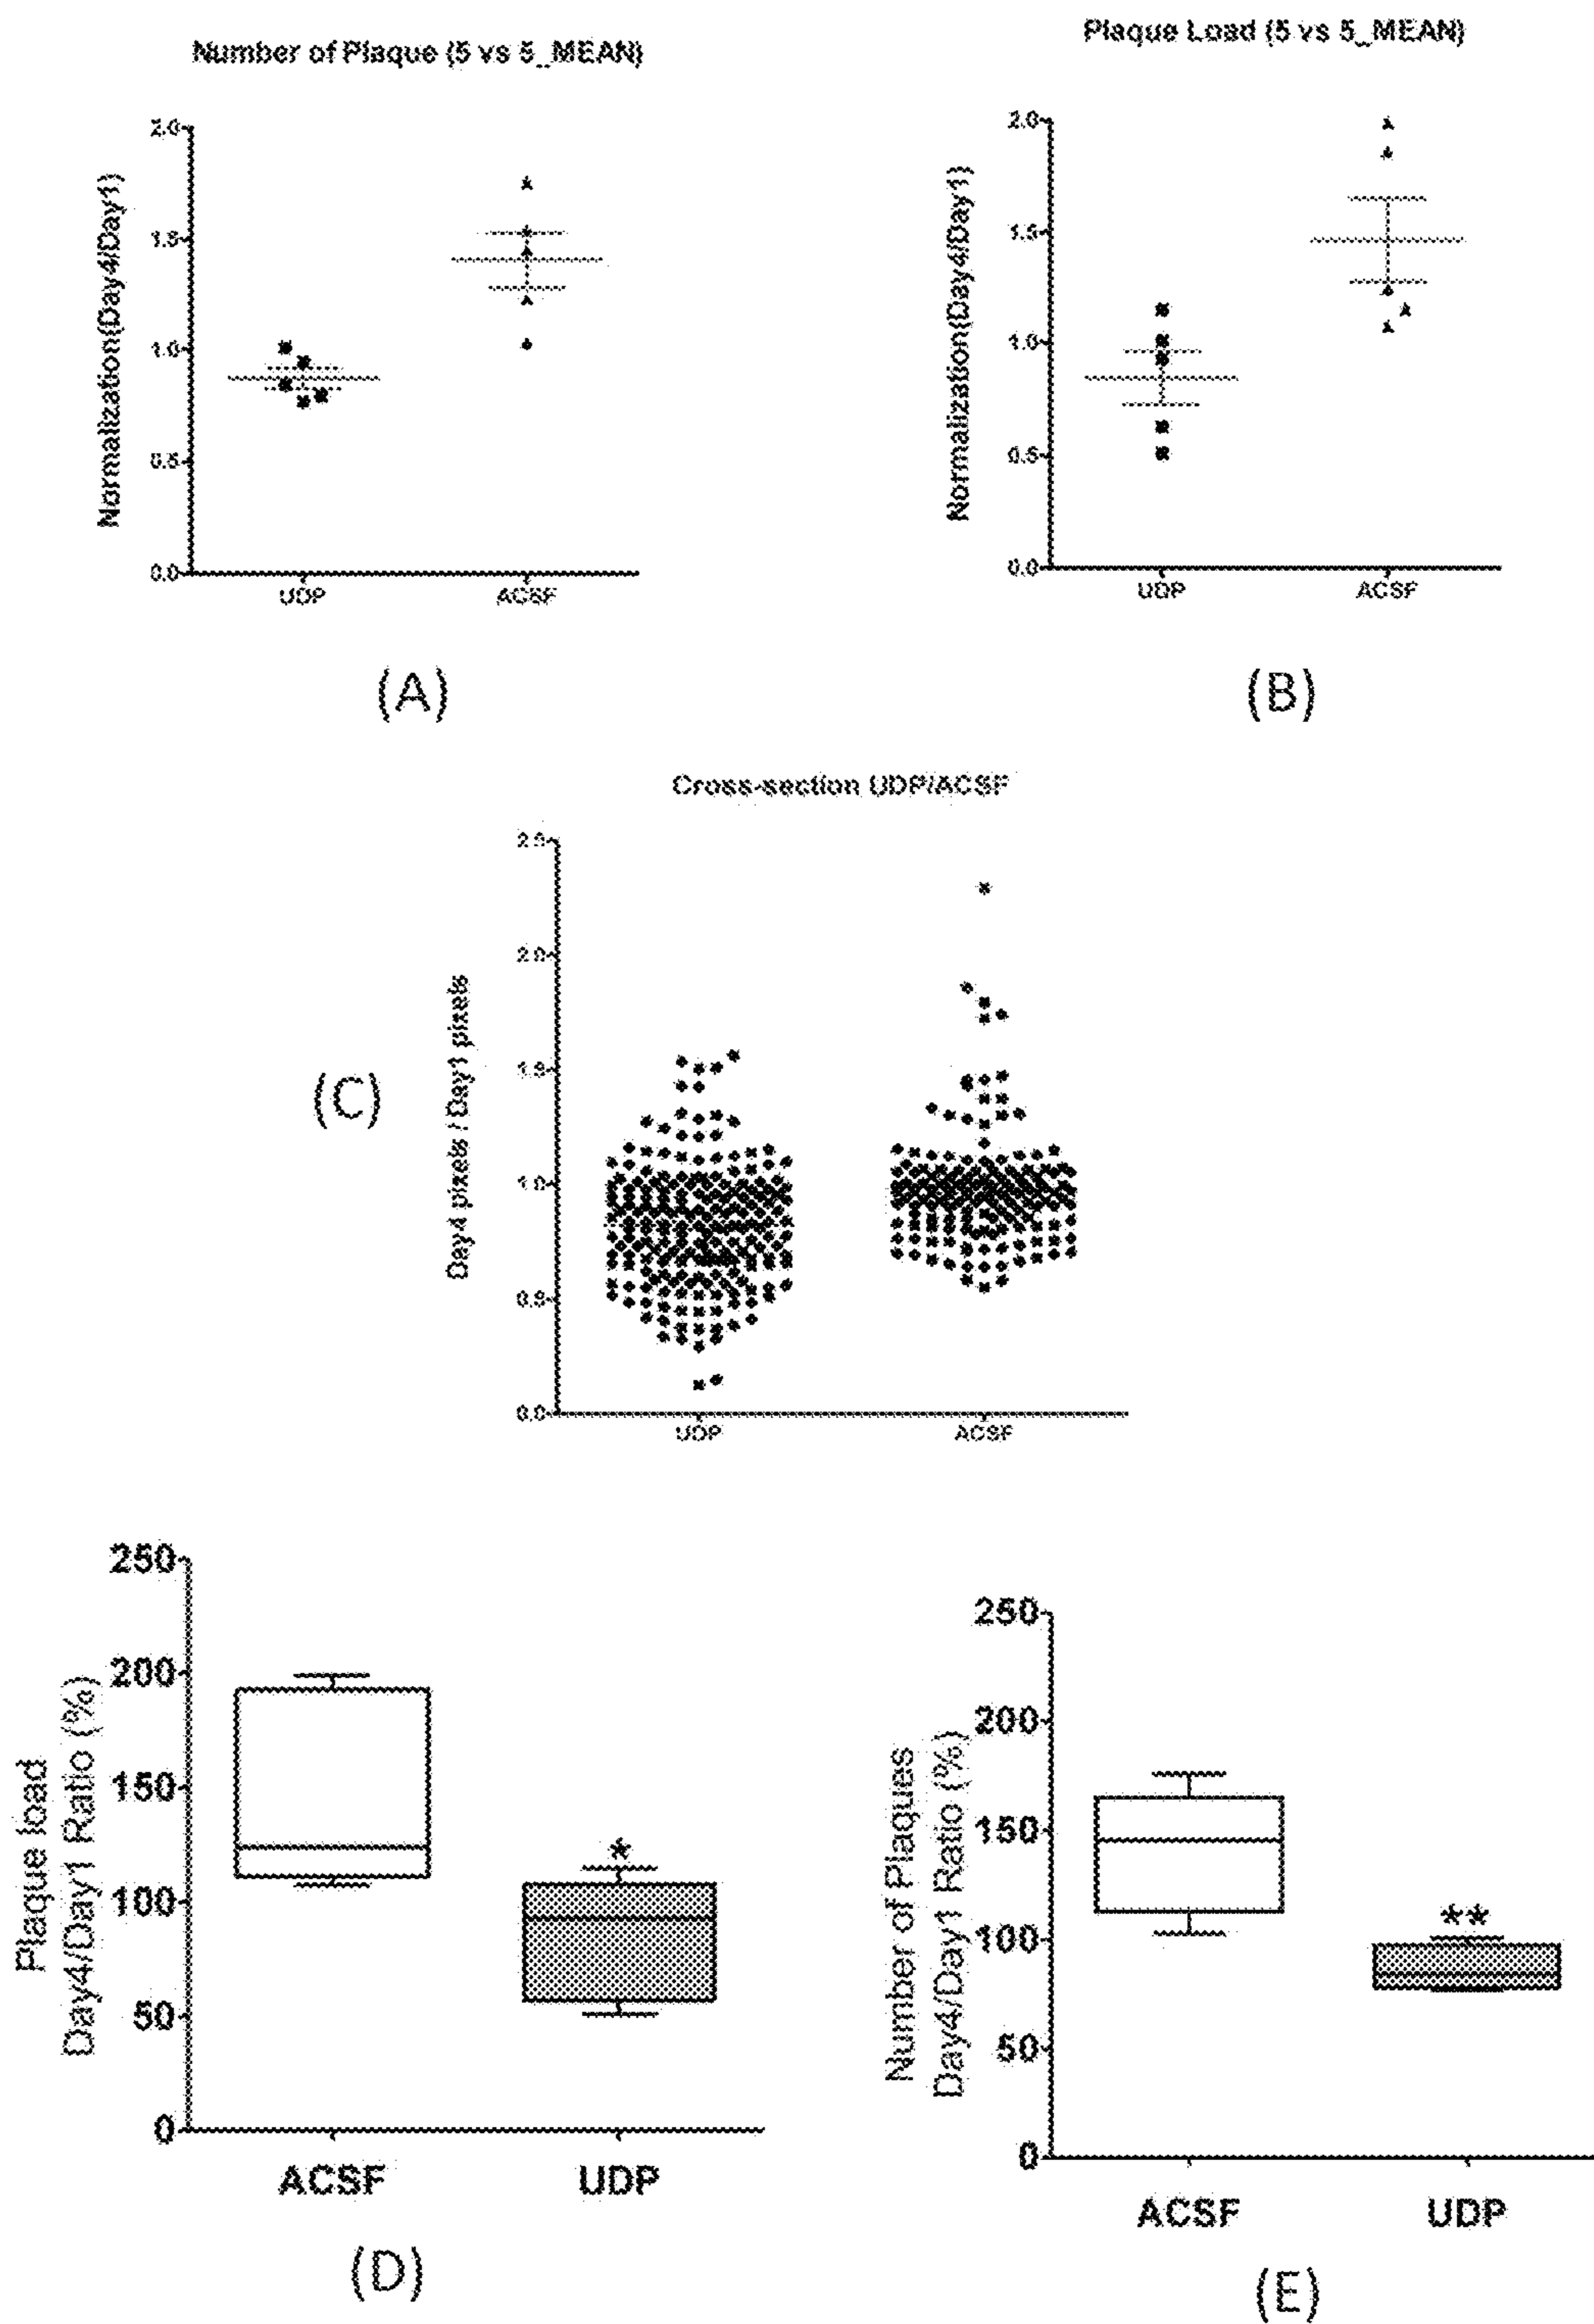 Number of Plaque (5 vs 5_MEAN)
Normalization(Day4/Day1)
2.0
1.5
1.0
0.5
0.0
UDP
ACSF
(A)
Plaque Load (5 vs 5_MEAN)
Normalization(Day4/Day1)
2.0
1.5
1.0
0.5
0.0
UDP
ACSF
(B)
Cross-section UDP/ACSF
(C)
Day4 pixels / Day1 pixels
2.5
2.0
1.5
1.0
0.5
0.0
UDP
ACSF
Plaque load
Day4/Day1 Ratio (%)
250
200
150
100
50
0
*
ACSF
UDP
(D)
Number of Plaques
Day4/Day1 Ratio (%)
250
200
150
100
50
0
**
ACSF
UDP
(E)